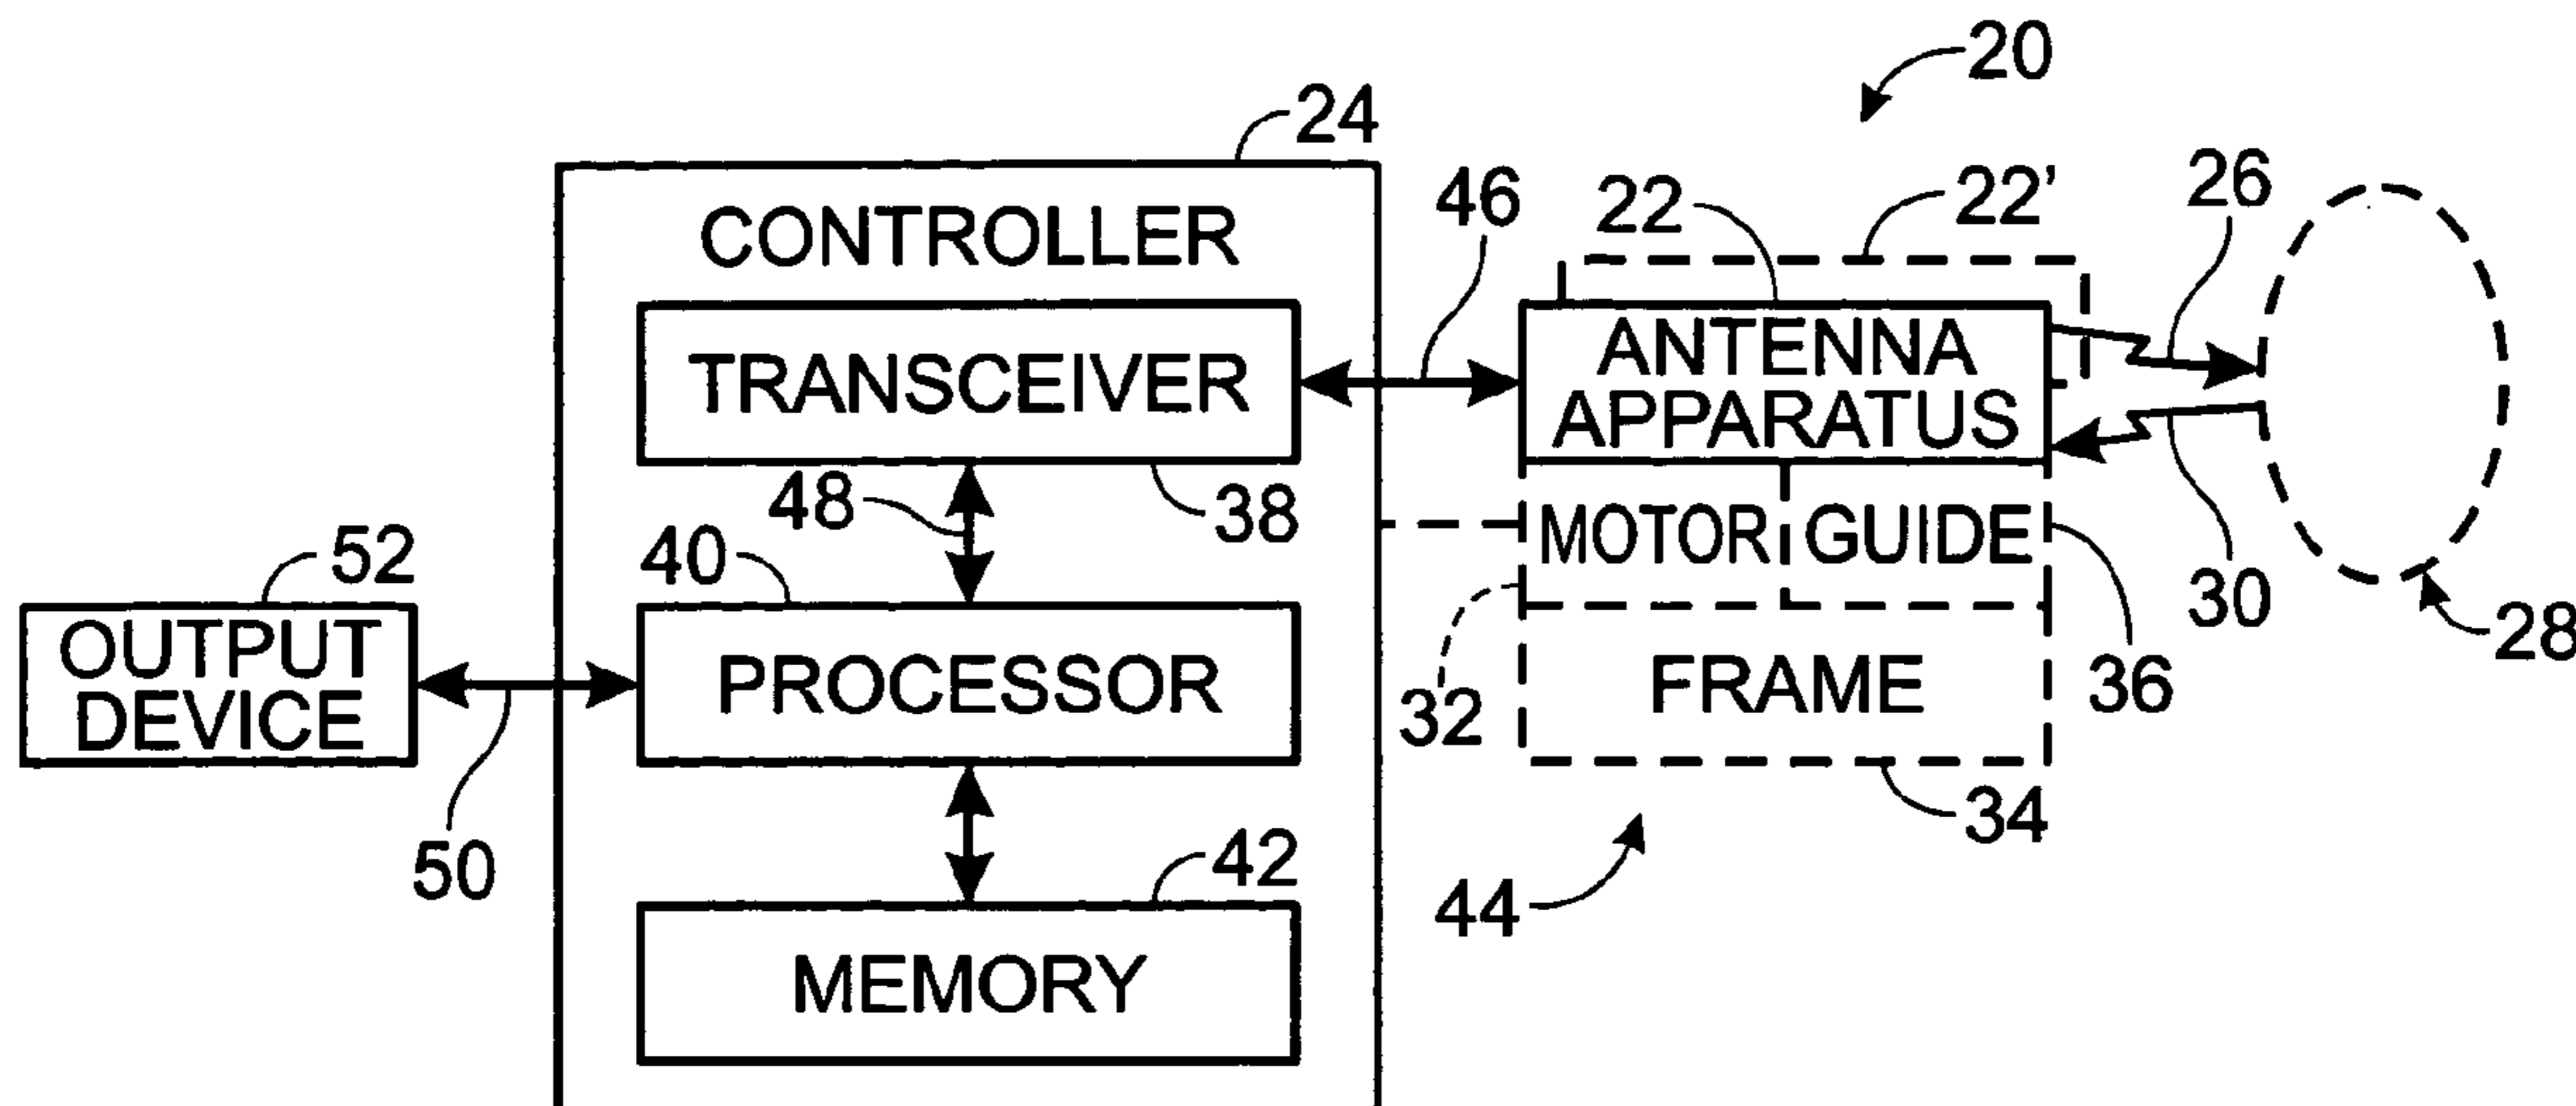 20
24
26
22'
22
46
CONTROLLER
TRANSCEIVER
ANTENNA
APPARATUS
48
38
MOTOR
GUIDE
52
40
30
28
OUTPUT
DEVICE
PROCESSOR
32
FRAME
36
34
50
42
44
MEMORY